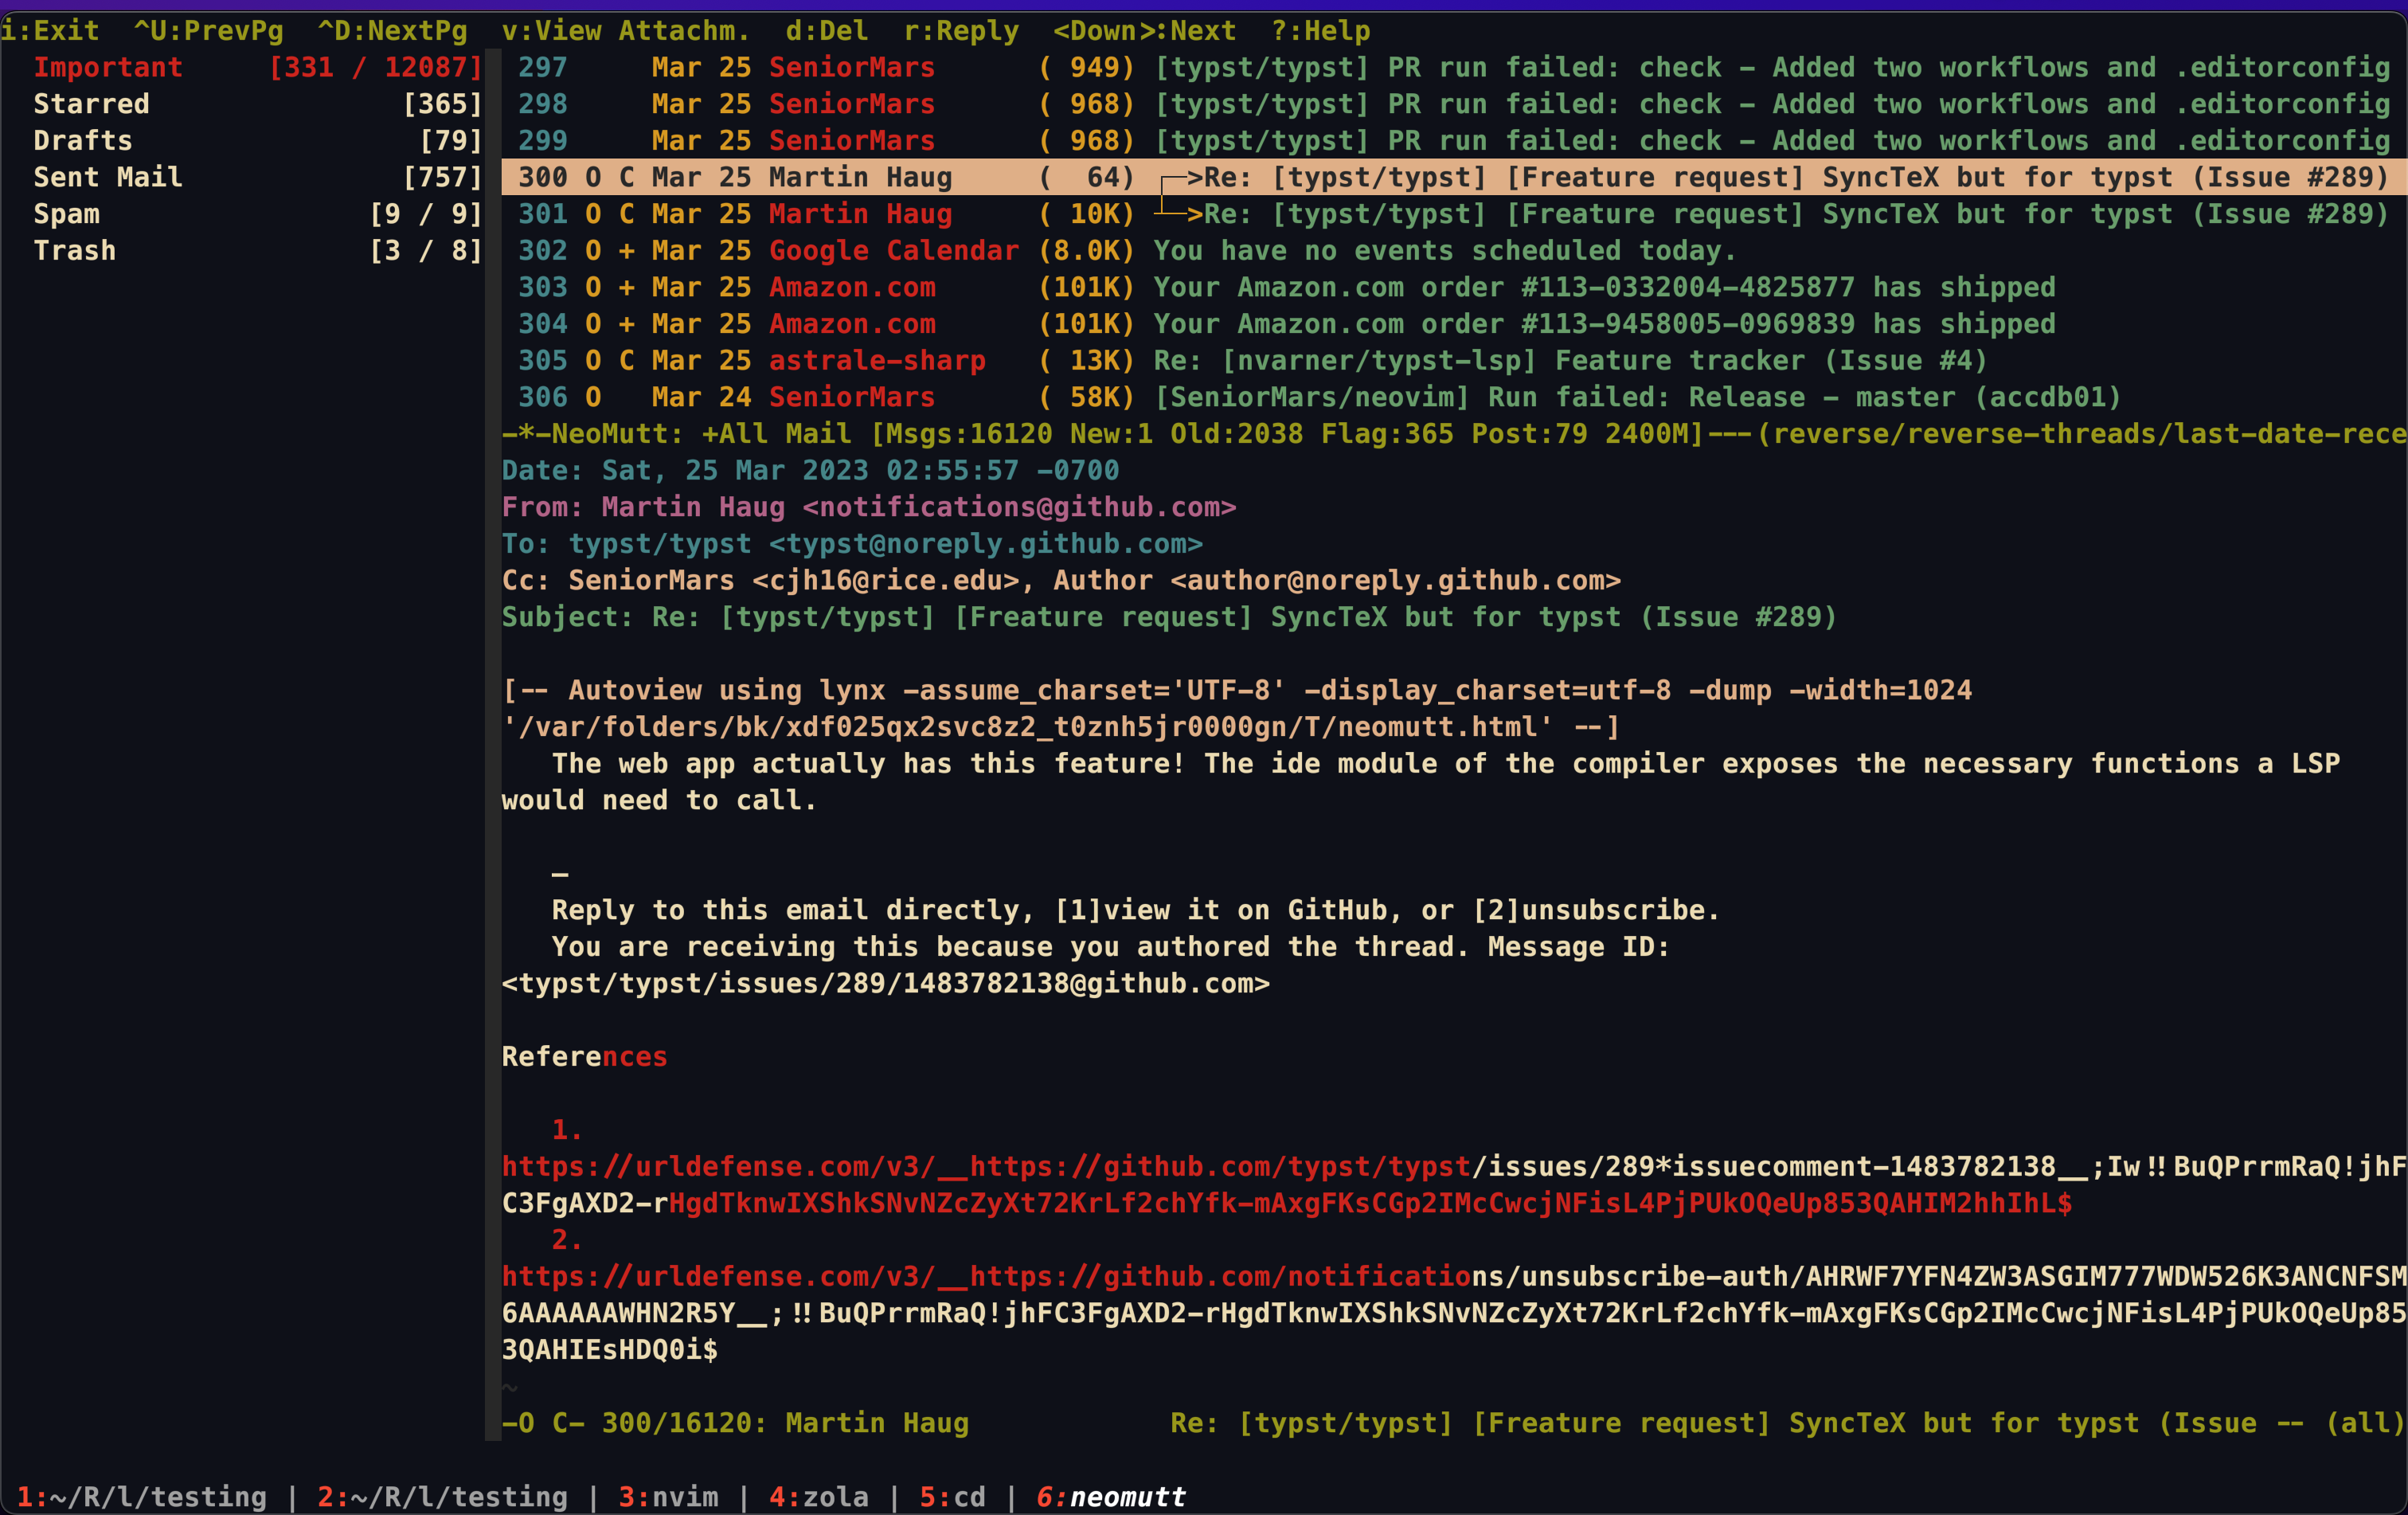 i:Exit  ^U:PrevPg  ^D:NextPg  v:View Attachm.  d:Del  r:Reply  <Down>:Next  ?:Help
Important [331 / 12087]
Starred [365]
Drafts [79]
Sent Mail [757]
Spam [9 / 9]
Trash [3 / 8]
297     Mar 25 SeniorMars      ( 949) [typst/typst] PR run failed: check – Added two workflows and .editorconfig
298     Mar 25 SeniorMars      ( 968) [typst/typst] PR run failed: check – Added two workflows and .editorconfig
299     Mar 25 SeniorMars      ( 968) [typst/typst] PR run failed: check – Added two workflows and .editorconfig
300 O C Mar 25 Martin Haug     (  64) ┌─>Re: [typst/typst] [Freature request] SyncTeX but for typst (Issue #289)
301 O C Mar 25 Martin Haug     ( 10K) ┴─>Re: [typst/typst] [Freature request] SyncTeX but for typst (Issue #289)
302 O + Mar 25 Google Calendar (8.0K) You have no events scheduled today.
303 O + Mar 25 Amazon.com      (101K) Your Amazon.com order #113-0332004-4825877 has shipped
304 O + Mar 25 Amazon.com      (101K) Your Amazon.com order #113-9458005-0969839 has shipped
305 O C Mar 25 astrale-sharp   ( 13K) Re: [nvarner/typst-lsp] Feature tracker (Issue #4)
306 O   Mar 24 SeniorMars      ( 58K) [SeniorMars/neovim] Run failed: Release - master (accdb01)
-*-NeoMutt: +All Mail [Msgs:16120 New:1 Old:2038 Flag:365 Post:79 2400M]---(reverse/reverse-threads/last-date-rece
Date: Sat, 25 Mar 2023 02:55:57 -0700
From: Martin Haug <notifications@github.com>
To: typst/typst <typst@noreply.github.com>
Cc: SeniorMars <cjh16@rice.edu>, Author <author@noreply.github.com>
Subject: Re: [typst/typst] [Freature request] SyncTeX but for typst (Issue #289)
[-- Autoview using lynx -assume_charset='UTF-8' -display_charset=utf-8 -dump -width=1024
'/var/folders/bk/xdf025qx2svc8z2_t0znh5jr0000gn/T/neomutt.html' --]
The web app actually has this feature! The ide module of the compiler exposes the necessary functions a LSP
would need to call.
—
Reply to this email directly, [1]view it on GitHub, or [2]unsubscribe.
You are receiving this because you authored the thread. Message ID:
<typst/typst/issues/289/1483782138@github.com>
References
1.
https://urldefense.com/v3/__https://github.com/typst/typst/issues/289*issuecomment-1483782138__;Iw!!BuQPrrmRaQ!jhF
C3FgAXD2-rHgdTknwIXShkSNvNZcZyXt72KrLf2chYfk-mAxgFKsCGp2IMcCwcjNFisL4PjPUkOQeUp853QAHIM2hhIhL$
2.
https://urldefense.com/v3/__https://github.com/notifications/unsubscribe-auth/AHRWF7YFN4ZW3ASGIM777WDW526K3ANCNFSM
6AAAAAAWHN2R5Y__;!!BuQPrrmRaQ!jhFC3FgAXD2-rHgdTknwIXShkSNvNZcZyXt72KrLf2chYfk-mAxgFKsCGp2IMcCwcjNFisL4PjPUkOQeUp85
3QAHIEsHDQ0i$
~
-O C- 300/16120: Martin Haug            Re: [typst/typst] [Freature request] SyncTeX but for typst (Issue -- (all)
1:~/R/l/testing | 2:~/R/l/testing | 3:nvim | 4:zola | 5:cd | 6:neomutt